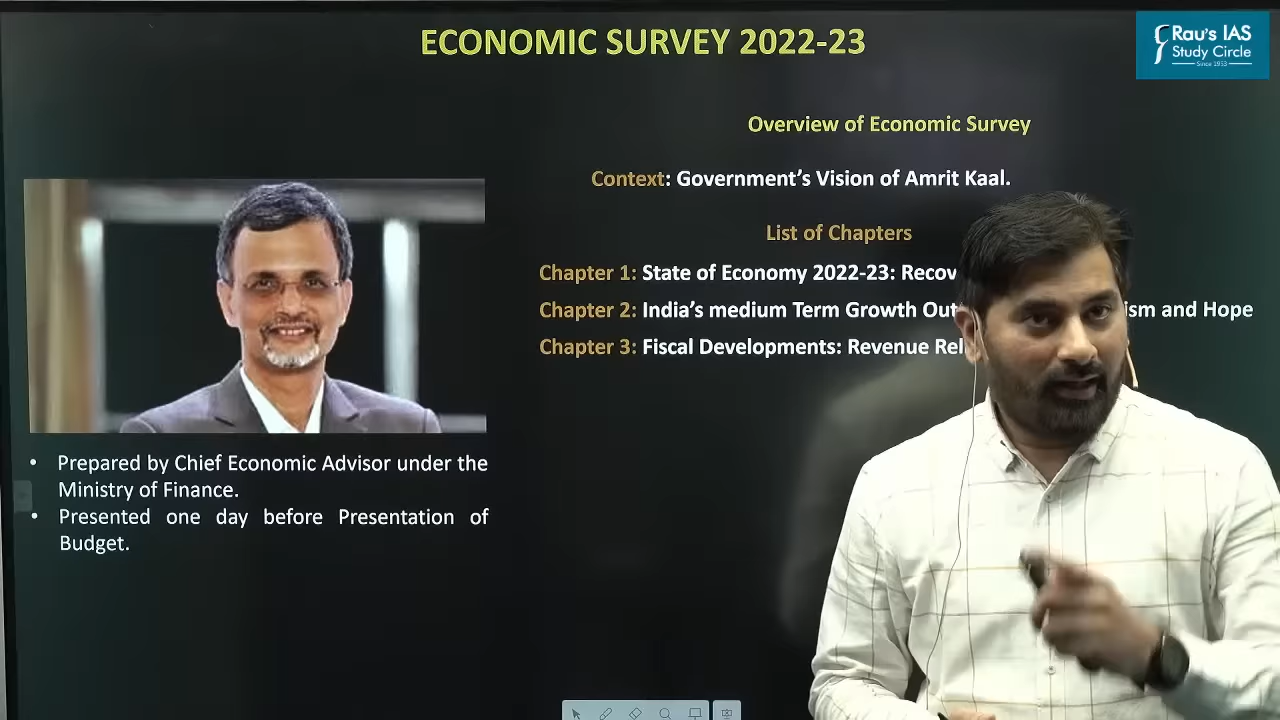 ECONOMIC SURVEY 2022-23
Rau's IAS
Study Circle
Since 1953
Overview of Economic Survey
Context: Government's Vision of Amrit Kaal.
List of Chapters
Chapter 1: State of Economy 2022-23: Recov
Chapter 2: India's medium Term Growth Out ism and Hope
Chapter 3: Fiscal Developments: Revenue Rel
• Prepared by Chief Economic Advisor under the
Ministry of Finance.
• Presented one day before Presentation of
Budget.